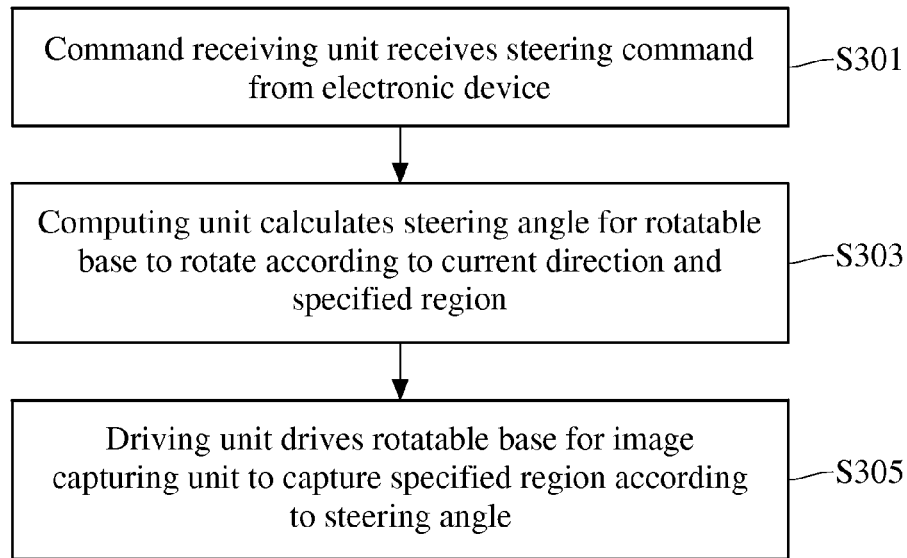 Command receiving unit receives steering command
from electronic device
S301
Computing unit calculates steering angle for rotatable
base to rotate according to current direction and
specified region
S303
Driving unit drives rotatable base for image
capturing unit to capture specified region according
to steering angle
S305